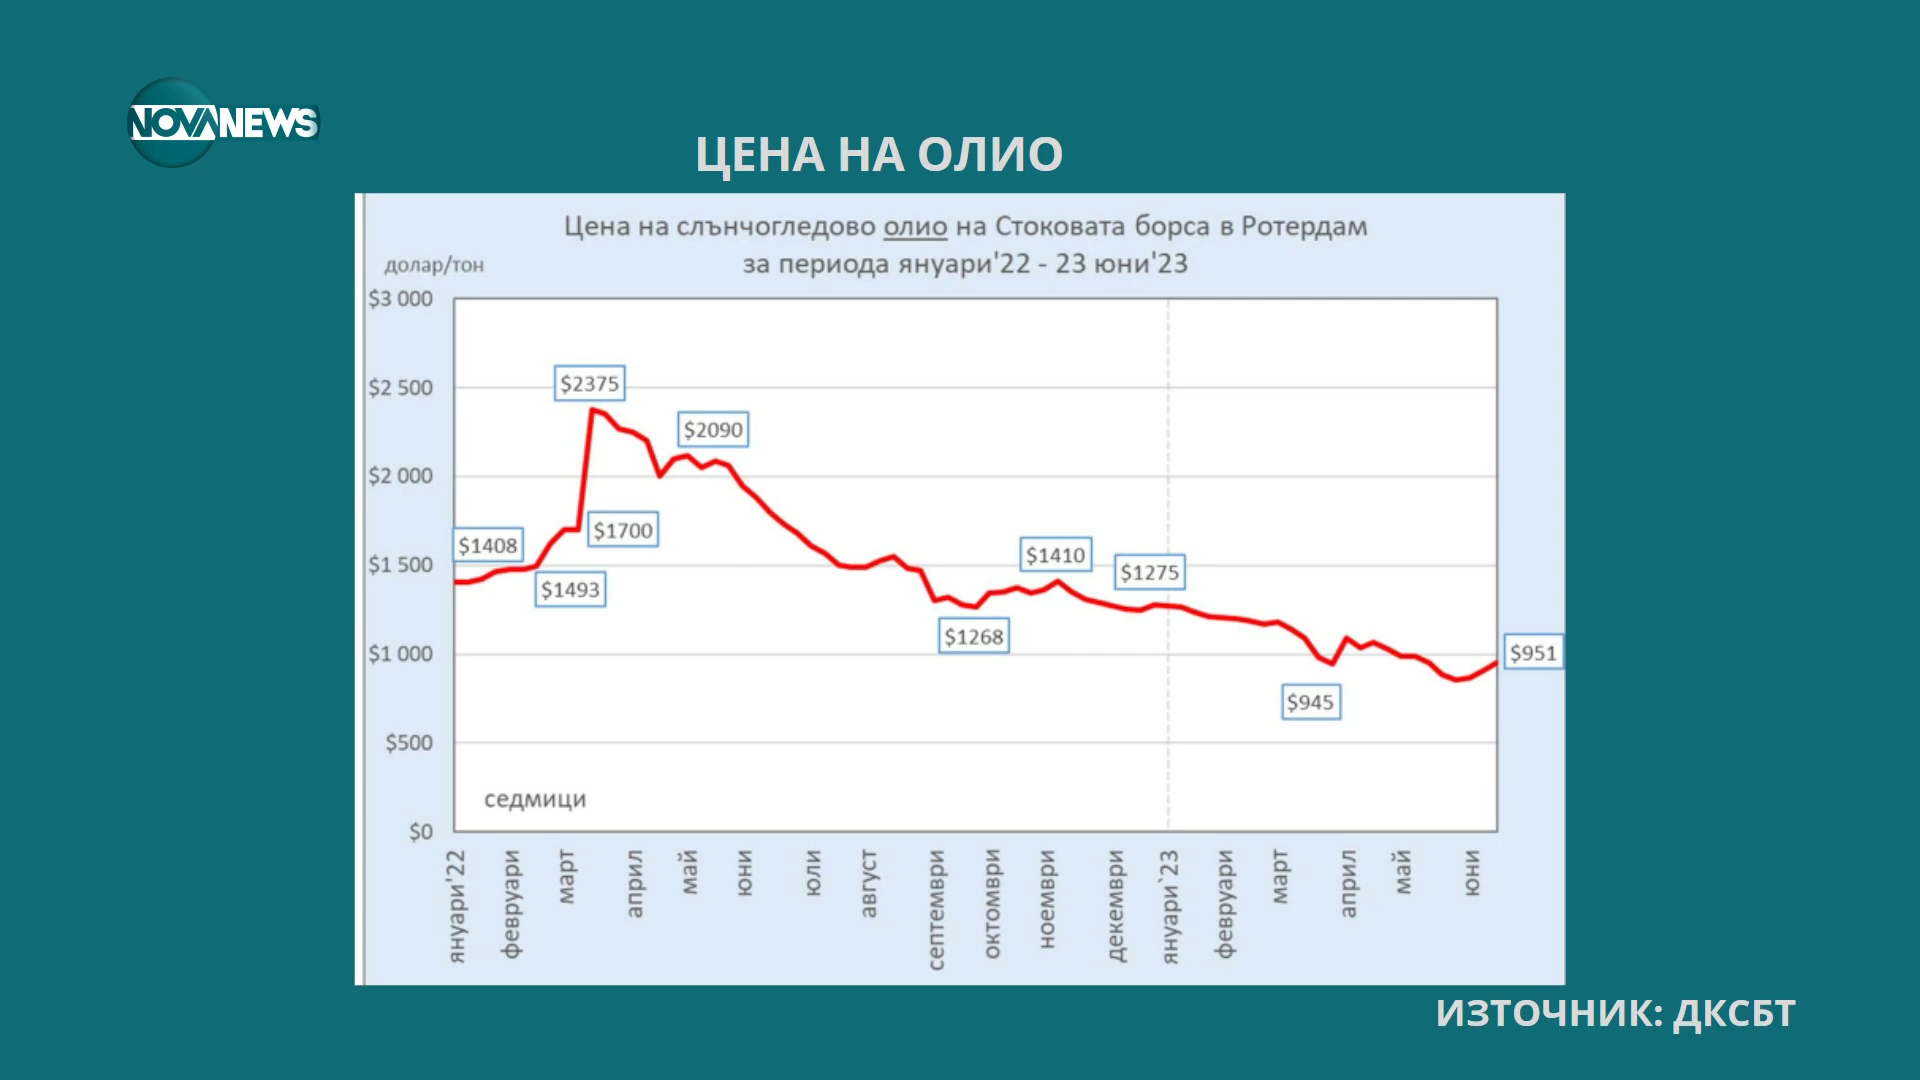 NOVANEWS
ЦЕНА НА ОЛИО
Цена на слънчогледово олио на Стоковата борса в Ротердам
за периода януари'22 - 23 юни'23
долар/тон
$3 000
$2 500
$2 000
$1 500
$1 000
$500
$0
$2375
$2090
$1700
$1408
$1493
$1410
$1275
$1268
$951
$945
седмици
януари'22
февруари
март
април
май
юни
юли
август
септември
октомври
ноември
декември
януари`23
февруари
март
април
май
юни
ИЗТОЧНИК: ДКСБТ